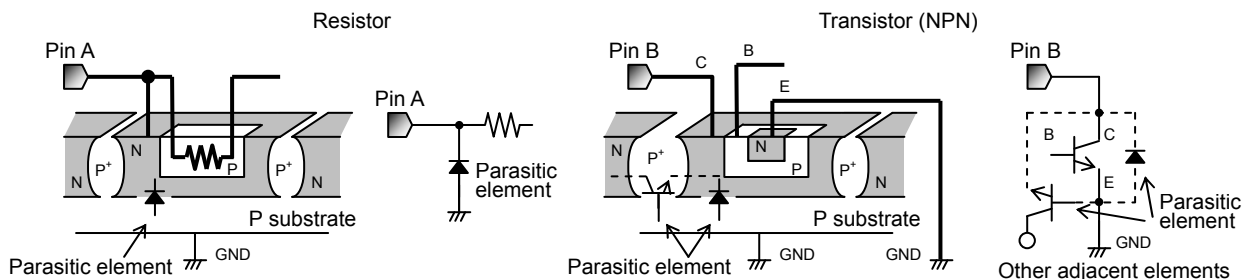 Resistor
Transistor (NPN)
Pin A
N
N
P+
N
P
P+
N
P substrate
Parasitic element
GND
Pin A
Parasitic
element
Pin B
C
B
E
N
P+
N
P
P+
N
P substrate
Parasitic element
GND
GND
Pin B
B
C
E
Parasitic
element
GND
Other adjacent elements